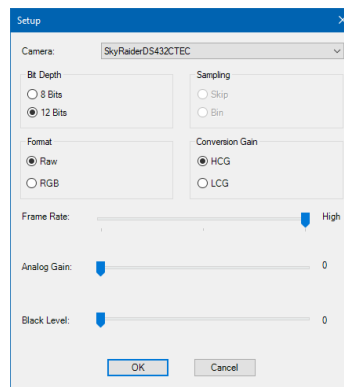 Setup
Camera: SkyRaiderDS432CTEC
Bit Depth Sampling
8 Bits Skip
12 Bits Bin
Format Conversion Gain
Raw HCG
RGB LCG
Frame Rate: High
Analog Gain: 0
Black Level: 0
OK Cancel